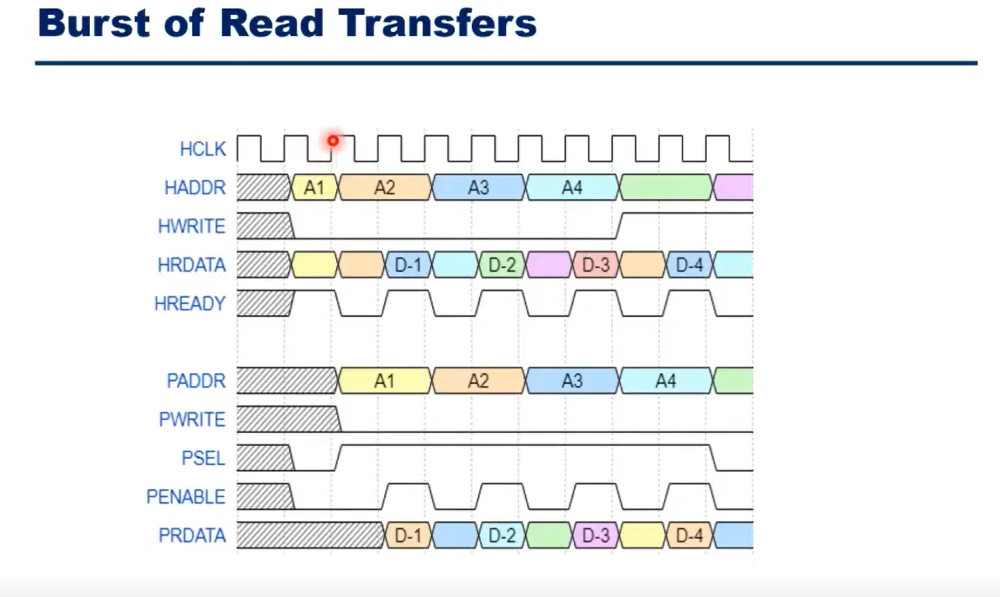 Burst of Read Transfers
HCLK
HADDR A1 A2 A3 A4
HWRITE
HRDATA D-1 D-2 D-3 D-4
HREADY
PADDR A1 A2 A3 A4
PWRITE
PSEL
PENABLE
PRDATA D-1 D-2 D-3 D-4